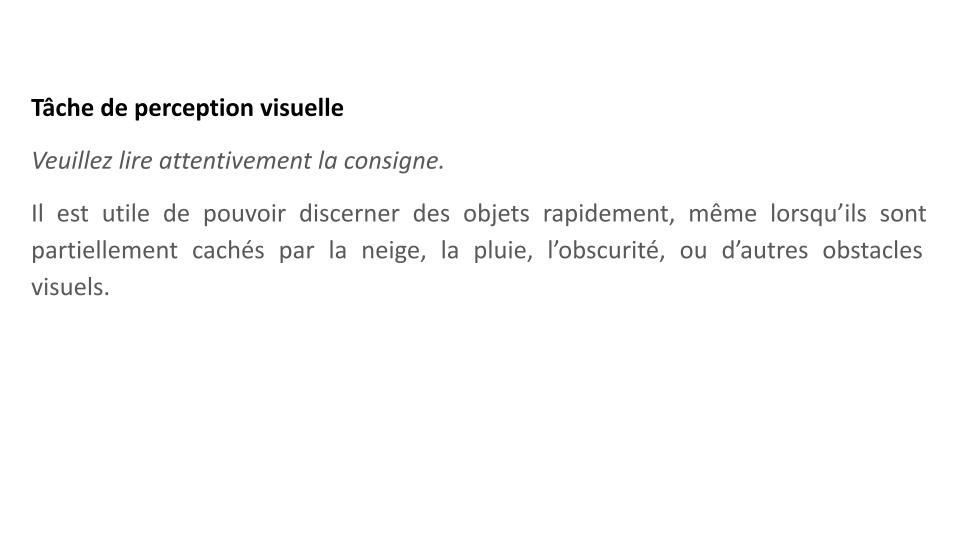 Tâche de perception visuelle
Veuillez lire attentivement la consigne.
Il est utile de pouvoir discerner des objets rapidement, même lorsqu’ils sont
partiellement cachés par la neige, la pluie, l’obscurité, ou d’autres obstacles
visuels.